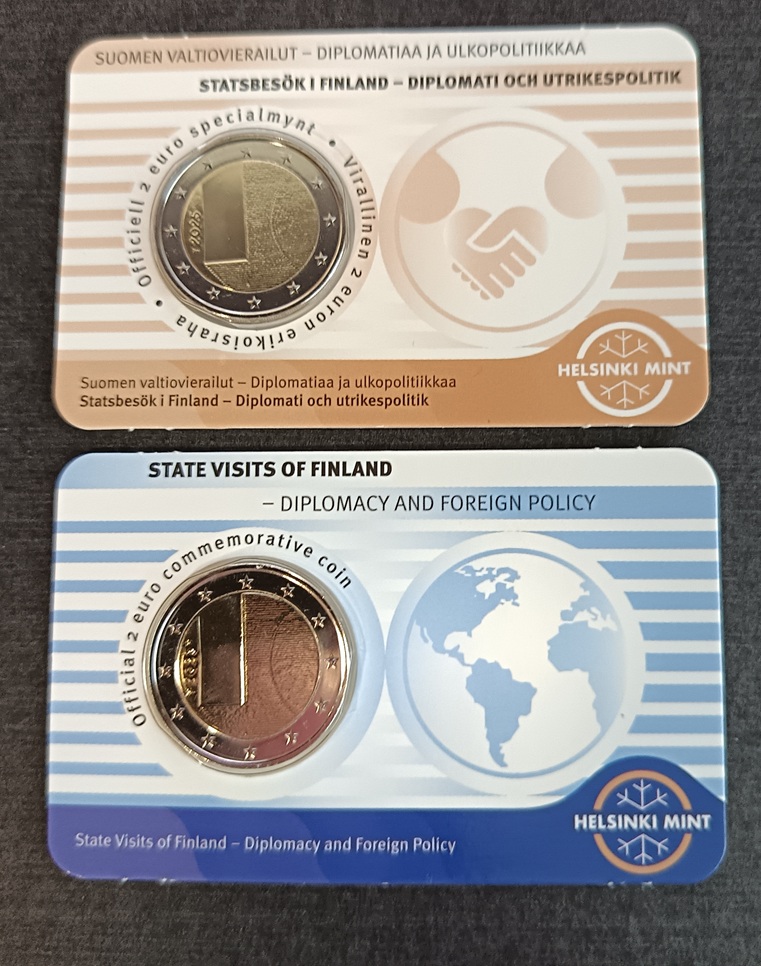 SUOMEN VALTIOVIERAILUT – DIPLOMATIAA JA ULKOPOLITIIKKAA
STATSBESÖK I FINLAND – DIPLOMATI OCH UTRIKESPOLITIK
• Officiell 2 euro specialmynt • Virallinen 2 euron erikoisraha
2025
HELSINKI MINT
Suomen valtiovierailut – Diplomatiaa ja ulkopolitiikkaa
Statsbesök i Finland – Diplomati och utrikespolitik
STATE VISITS OF FINLAND
– DIPLOMACY AND FOREIGN POLICY
Official 2 euro commemorative coin
HELSINKI MINT
State Visits of Finland – Diplomacy and Foreign Policy